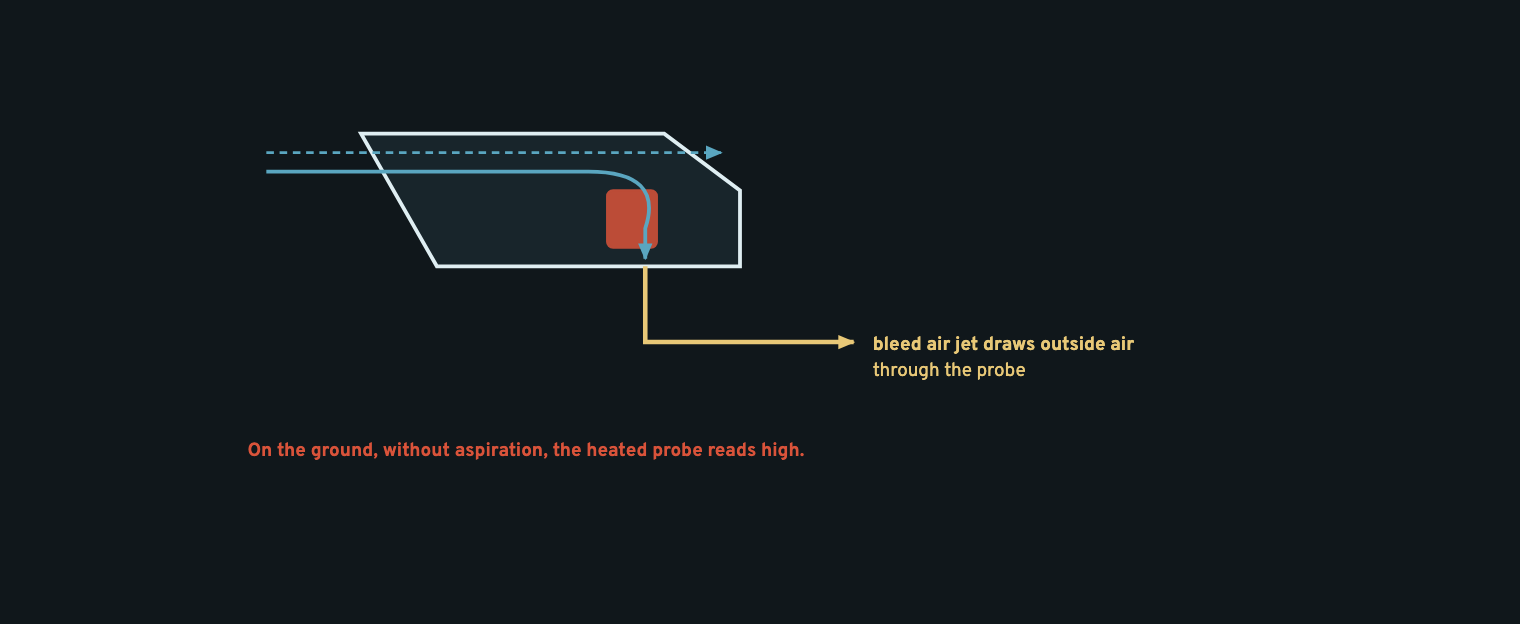 bleed air jet draws outside air
through the probe
On the ground, without aspiration, the heated probe reads high.